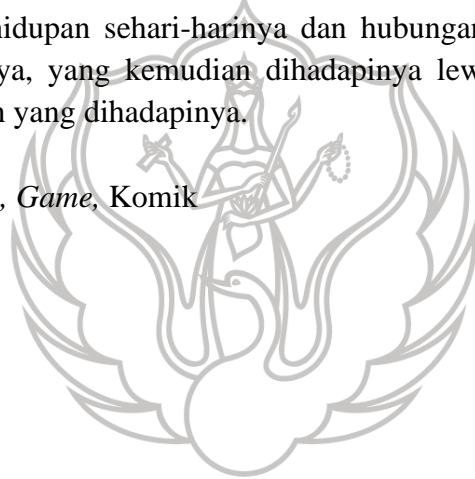 hidupan sehari-harinya dan hubungan
ya, yang kemudian dihadapinya lew
n yang dihadapinya.
, Game, Komik